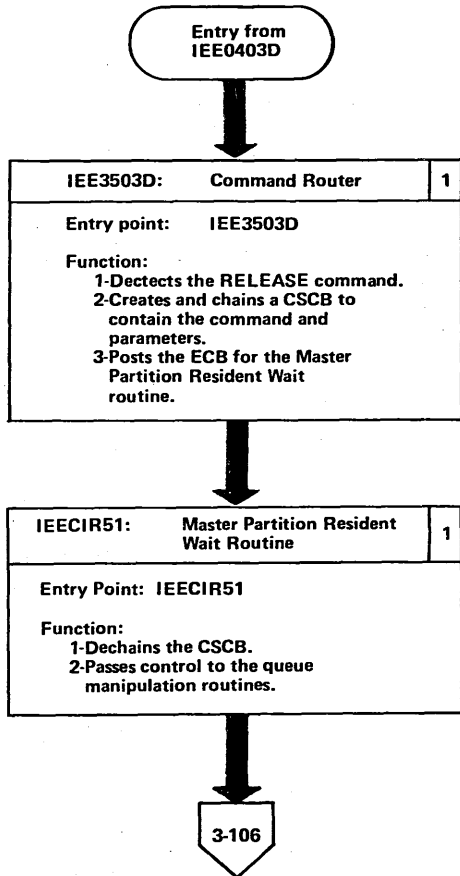 Entry from
IEE0403D
IEE3503D: Command Router 1
Entry point: IEE3503D
Function:
1-Dectects the RELEASE command.
2-Creates and chains a CSCB to
contain the command and
parameters.
3-Posts the ECB for the Master
Partition Resident Wait
routine.
IEECIR51: Master Partition Resident 1
Wait Routine
Entry Point: IEECIR51
Function:
1-Dechains the CSCB.
2-Passes control to the queue
manipulation routines.
3-106